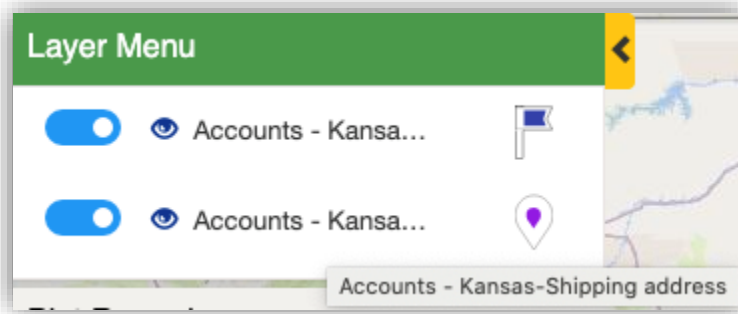 Layer Menu
Accounts - Kansa...
Accounts - Kansa...
Accounts - Kansas-Shipping address